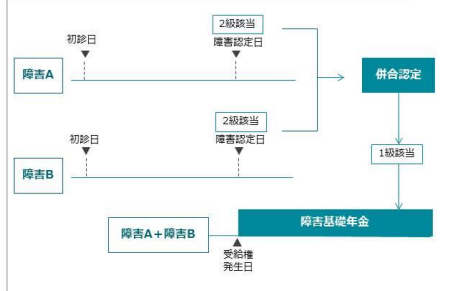 2級該当
初診日
障害認定日
障害A
併合認定
2級該当
初診日
障害認定日
1級該当
障害B
障害基礎年金
障害A+障害B
受給権
発生日